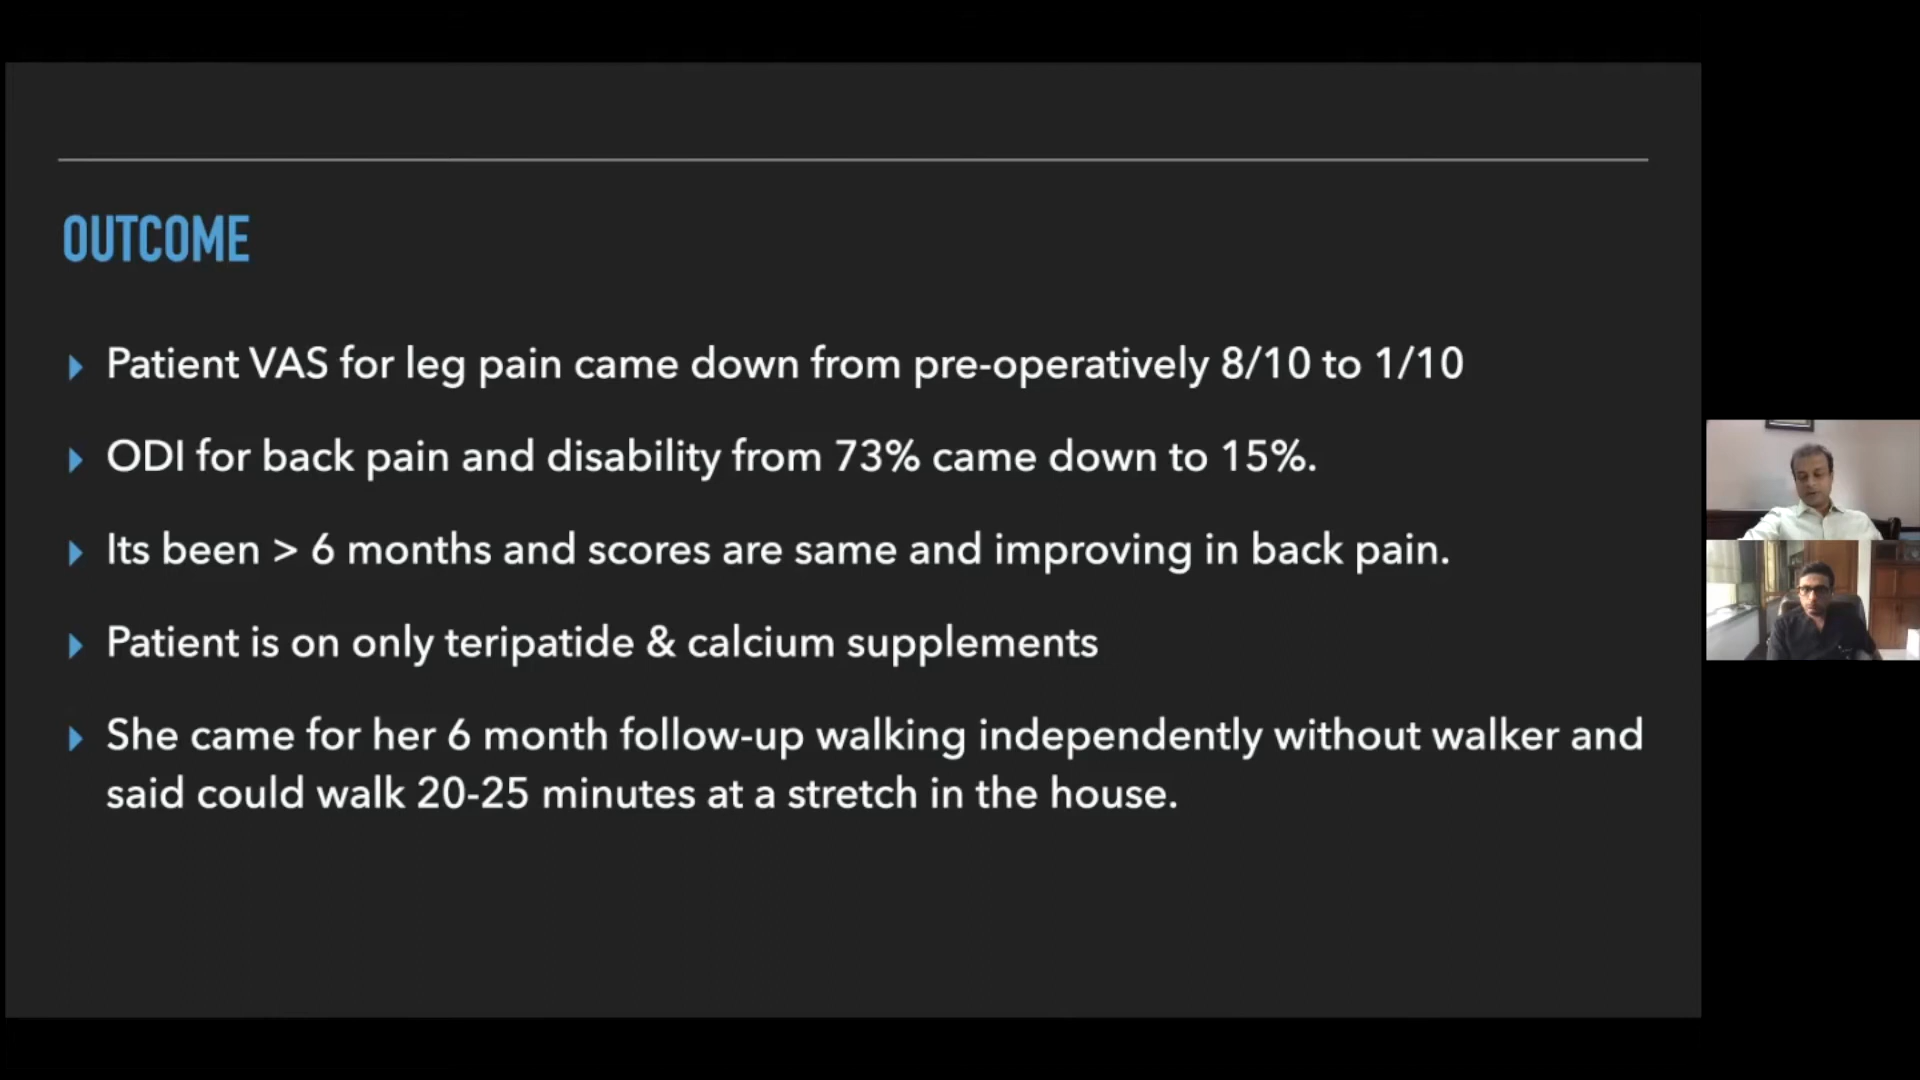 OUTCOME
Patient VAS for leg pain came down from pre-operatively 8/10 to 1/10
ODI for back pain and disability from 73% came down to 15%.
Its been > 6 months and scores are same and improving in back pain.
Patient is on only teripatide & calcium supplements
She came for her 6 month follow-up walking independently without walker and
said could walk 20-25 minutes at a stretch in the house.